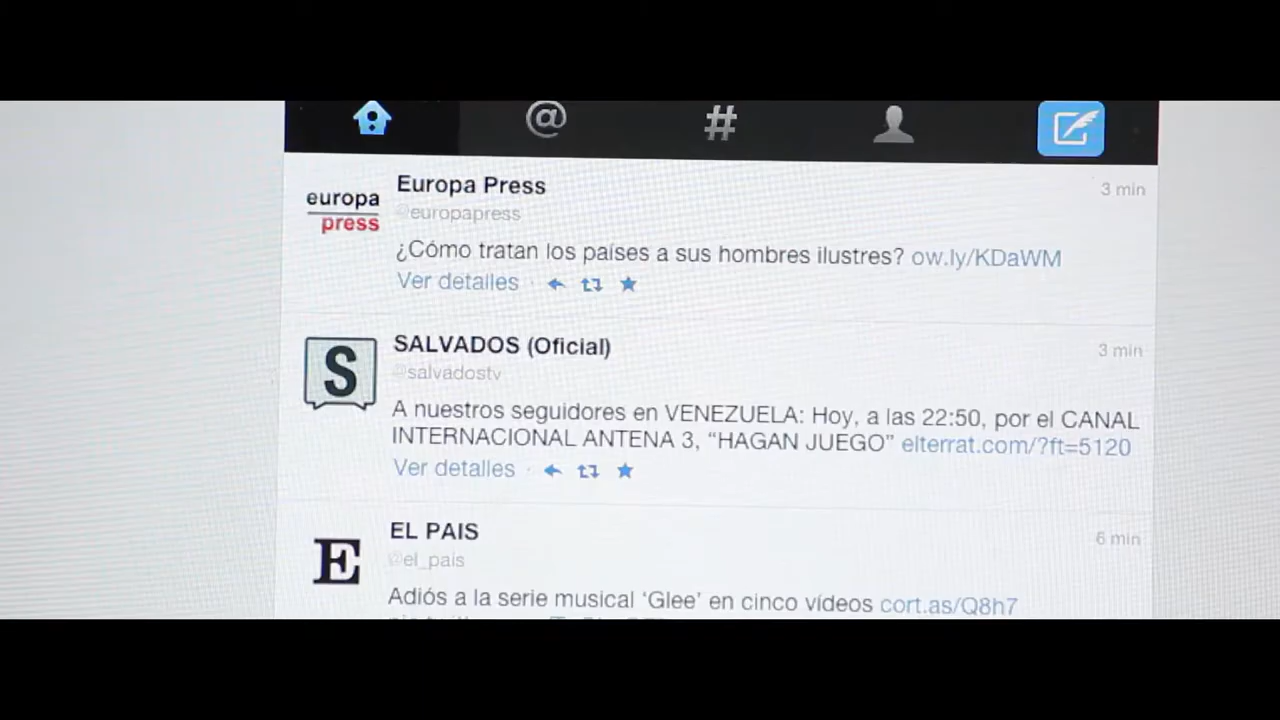 @ #
europa
press
Europa Press
3 min
@europapress
¿Cómo tratan los países a sus hombres ilustres? ow.ly/KDaWM
Ver detalles
S
SALVADOS (Oficial)
3 min
@salvadostv
A nuestros seguidores en VENEZUELA: Hoy, a las 22:50, por el CANAL
INTERNACIONAL ANTENA 3, “HAGAN JUEGO” elterrat.com/?ft=5120
Ver detalles
E
EL PAIS
6 min
@el_pais
Adiós a la serie musical ‘Glee’ en cinco vídeos cort.as/Q8h7